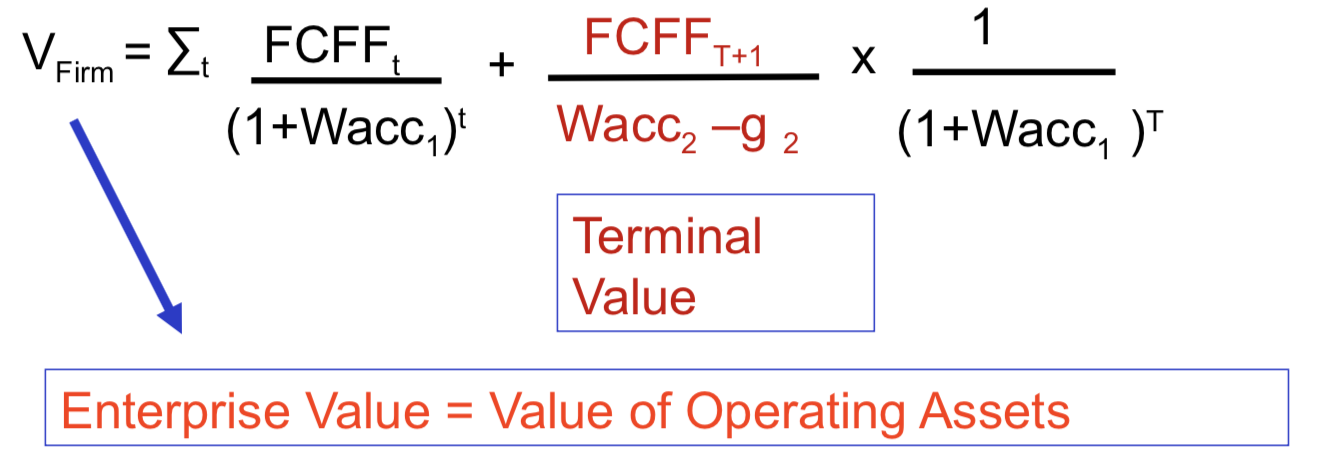 V_Firm = ∑_t FCFF_t / (1+Wacc_1)^t + FCFF_T+1 / Wacc_2 –g_2 x 1 / (1+Wacc_1 )^T
Terminal
Value
Enterprise Value = Value of Operating Assets